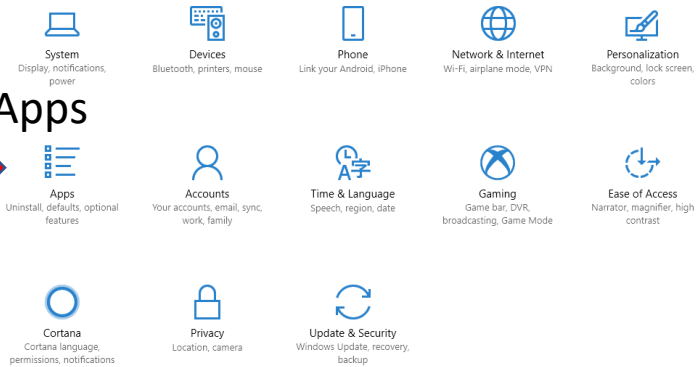 System
Display, notifications,
power
Devices
Bluetooth, printers, mouse
Phone
Link your Android, iPhone
Network & Internet
Wi-Fi, airplane mode, VPN
Personalization
Background, lock screen,
colors
Apps
Apps
Uninstall, defaults, optional
features
Accounts
Your accounts, email, sync,
work, family
Time & Language
Speech, region, date
Gaming
Game bar, DVR,
broadcasting, Game Mode
Ease of Access
Narrator, magnifier, high
contrast
Cortana
Cortana language,
permissions, notifications
Privacy
Location, camera
Update & Security
Windows Update, recovery,
backup